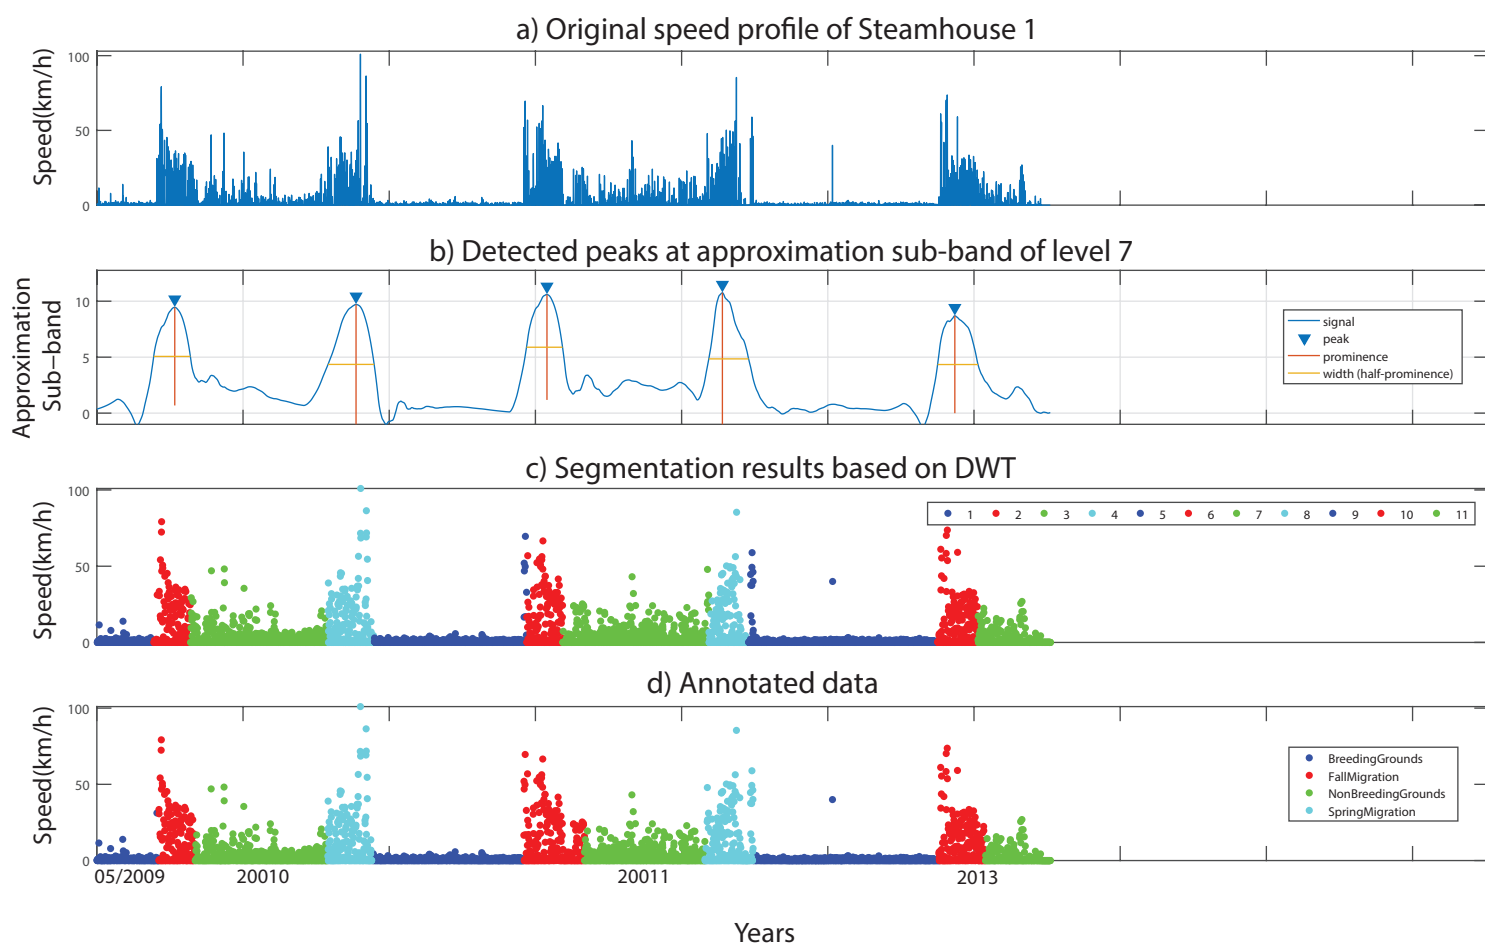 a) Original speed profile of Steamhouse 1
Speed(km/h)
100
50
0
b) Detected peaks at approximation sub-band of level 7
Approximation
Sub−band
10
5
0
signal
peak
prominence
width (half-prominence)
c) Segmentation results based on DWT
Speed(km/h)
100
50
0
1 2 3 4 5 6 7 8 9 10 11
d) Annotated data
Speed(km/h)
100
50
0
BreedingGrounds
FallMigration
NonBreedingGrounds
SpringMigration
05/2009 20010 20011 2013
Years